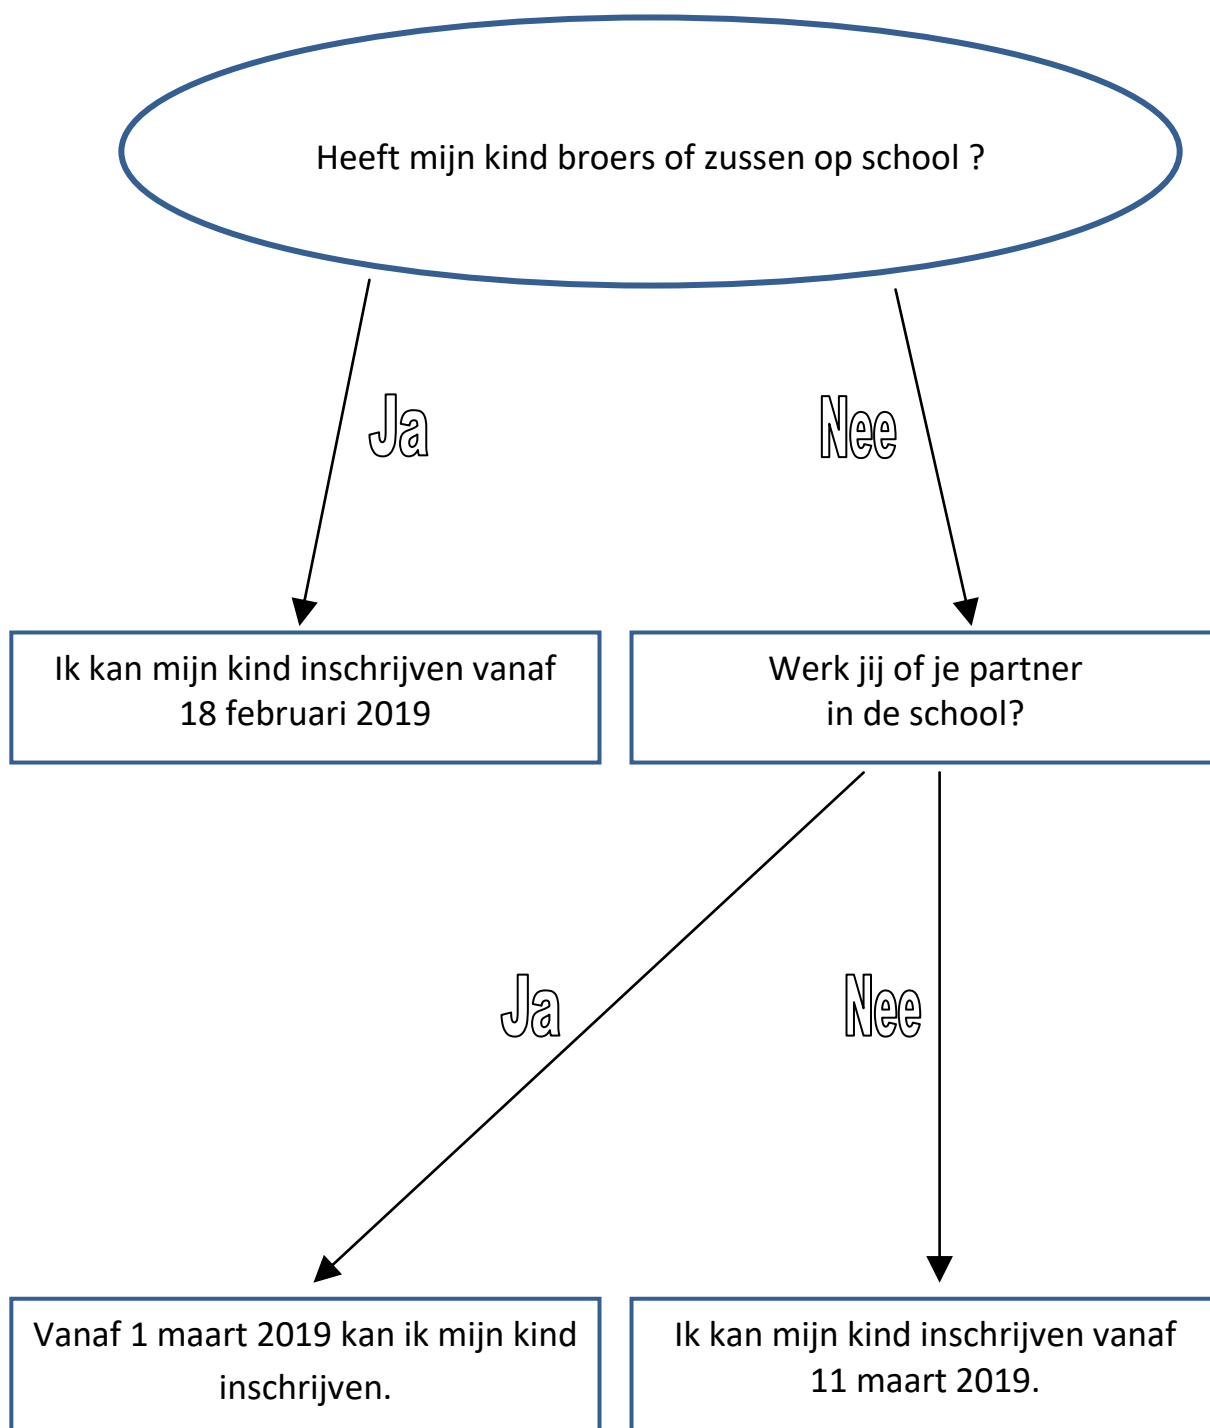 Heeft mijn kind broers of zussen op school ?
Ja
Nee
Ik kan mijn kind inschrijven vanaf
18 februari 2019
Werk jij of je partner
in de school?
Ja
Nee
Vanaf 1 maart 2019 kan ik mijn kind
inschrijven.
Ik kan mijn kind inschrijven vanaf
11 maart 2019.